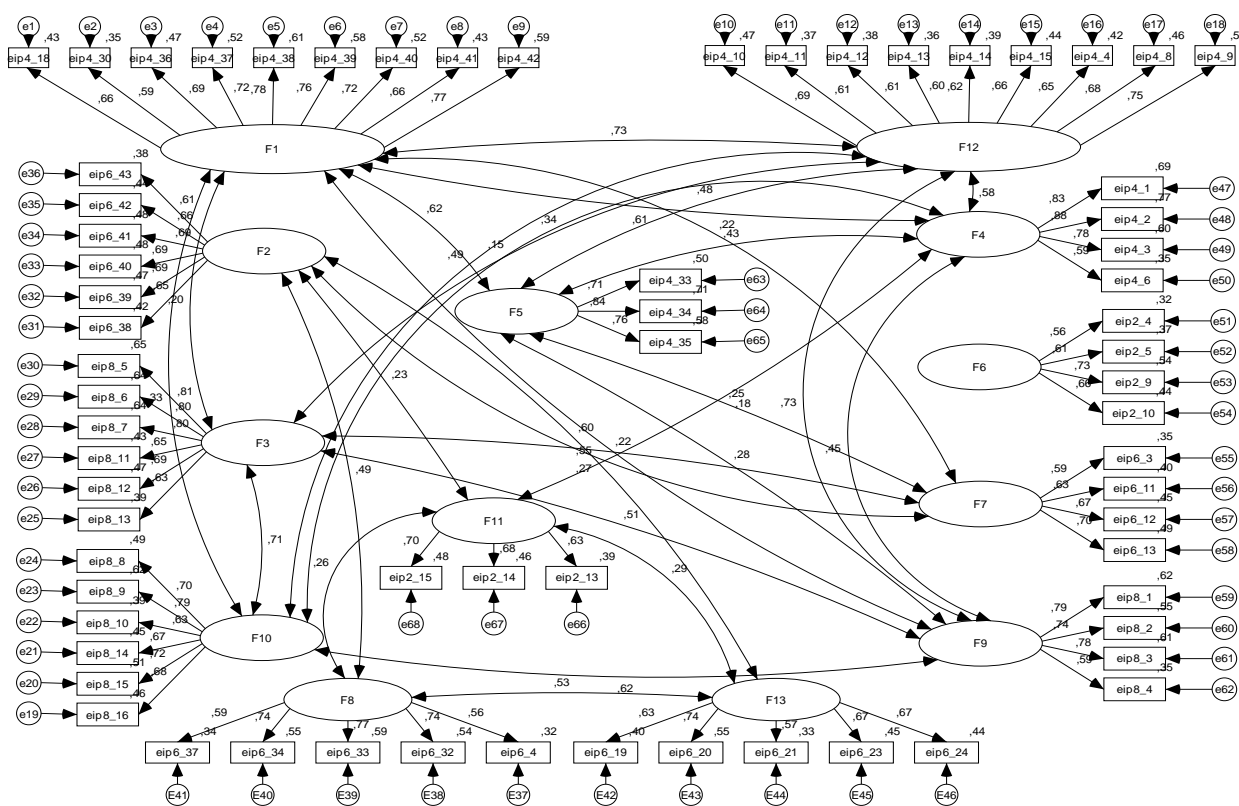 e1 e2 e3 e4 e5 e6 e7 e8 e9
,43 ,35 ,47 ,52 ,61 ,58 ,52 ,43 ,59
eip4_18 eip4_30 eip4_36 eip4_37 eip4_38 eip4_39 eip4_40 eip4_41 eip4_42
,66 ,59 ,69 ,72 ,78 ,76 ,72 ,66 ,77
F1
e10 e11 e12 e13 e14 e15 e16 e17 e18
,47 ,37 ,38 ,36 ,39 ,44 ,42 ,46 ,5
eip4_10 eip4_11 eip4_12 eip4_13 eip4_14 eip4_15 eip4_4 eip4_8 eip4_9
,69 ,61 ,61 ,60 ,62 ,66 ,65 ,68 ,75
F12
,73
,38
e36 eip6_43 ,61
e35 eip6_42 ,66
,48
e34 eip6_41 ,69
,48
e33 eip6_40 ,69
,47
e32 eip6_39 ,65
,42
e31 eip6_38
,20
F2
,62 ,34 ,48 ,61 ,22 ,43 ,58
,49 ,15
F4
,69
,83 eip4_1 e47
,77
,88 eip4_2 e48
,60
,78 eip4_3 e49
,35
,59 eip4_6 e50
F5
,50
,71 eip4_33 e63
,71
,84 eip4_34 e64
,58
,76 eip4_35 e65
F6
,32
,56 eip2_4 e51
,37
,61 eip2_5 e52
,54
,73 eip2_9 e53
,44
,66 eip2_10 e54
,65
e30 eip8_5 ,81
,64
e29 eip8_6 ,33 ,80
,64
e28 eip8_7 ,80
,43
e27 eip8_11 ,65
,47
e26 eip8_12 ,69
,39
e25 eip8_13 ,63
F3
,23 ,25 ,18 ,73
,60 ,22 ,28 ,45
,27
,49 ,51
F7
,35
,59 eip6_3 e55
,40
,63 eip6_11 e56
,45
,67 eip6_12 e57
,49
,70 eip6_13 e58
F11
,70 ,68 ,63
,48 ,46 ,39
eip2_15 eip2_14 eip2_13
e68 e67 e66
,71 ,26 ,29
,49
e24 eip8_8 ,70
,62
e23 eip8_9 ,79
,39
e22 eip8_10 ,63
,45
e21 eip8_14 ,67 ,72
,51
e20 eip8_15 ,68
,46
e19 eip8_16
F10
F9
,62
,79 eip8_1 e59
,55
,74 eip8_2 e60
,61
,78 eip8_3 e61
,35
,59 eip8_4 e62
,53 ,62
F8
,59 ,74 ,77 ,74 ,56
,34 ,55 ,59 ,54 ,32
eip6_37 eip6_34 eip6_33 eip6_32 eip6_4
E41 E40 E39 E38 E37
F13
,63 ,74 ,57 ,67 ,67
,40 ,55 ,33 ,45 ,44
eip6_19 eip6_20 eip6_21 eip6_23 eip6_24
E42 E43 E44 E45 E46